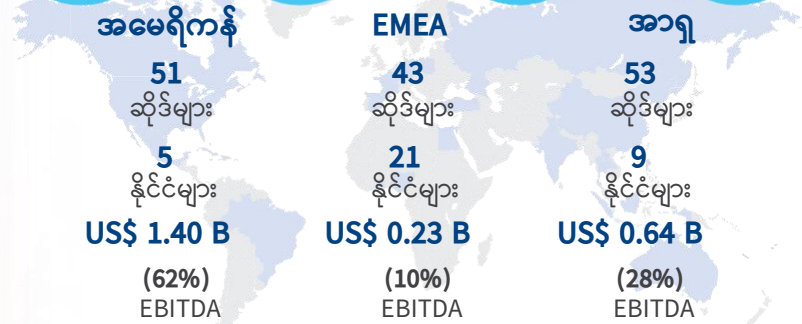 အမေရိကန်
51
ဆိုဒ်များ
5
နိုင်ငံများ
US$ 1.40 B
(62%)
EBITDA
EMEA
43
ဆိုဒ်များ
21
နိုင်ငံများ
US$ 0.23 B
(10%)
EBITDA
အာရှ
53
ဆိုဒ်များ
9
နိုင်ငံများ
US$ 0.64 B
(28%)
EBITDA